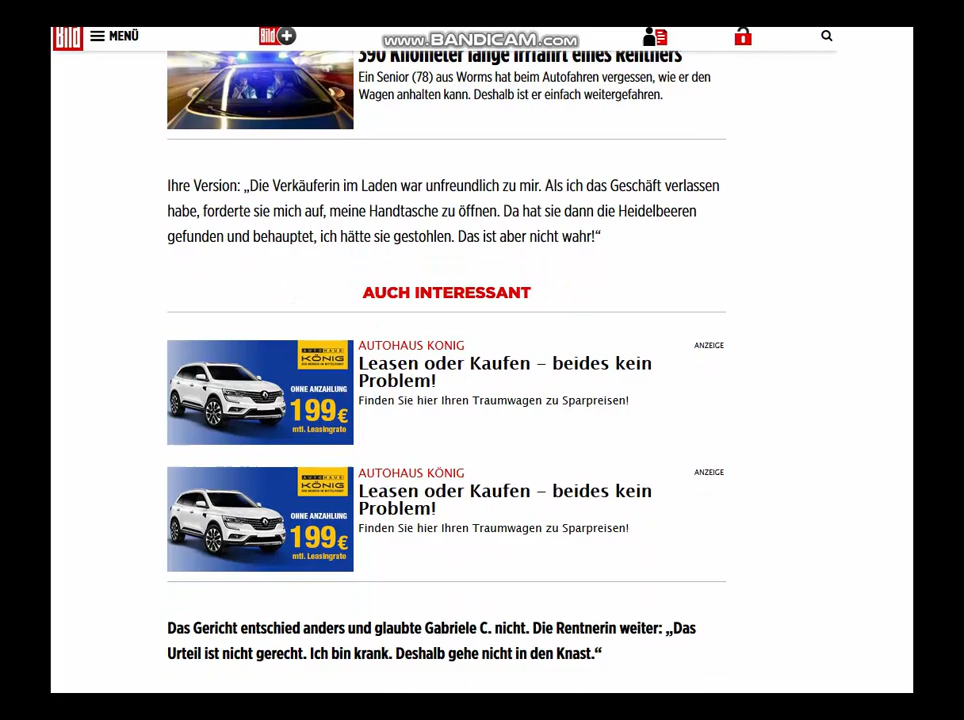 Bild MENÜ Bild+ www.BANDICAM.com
590 Kilometer lange Irrfahrt eines Rentners
Ein Senior (78) aus Worms hat beim Autofahren vergessen, wie er den
Wagen anhalten kann. Deshalb ist er einfach weitergefahren.
Ihre Version: „Die Verkäuferin im Laden war unfreundlich zu mir. Als ich das Geschäft verlassen
habe, forderte sie mich auf, meine Handtasche zu öffnen. Da hat sie dann die Heidelbeeren
gefunden und behauptet, ich hätte sie gestohlen. Das ist aber nicht wahr!“
AUCH INTERESSANT
AUTOHAUS KONIG
ANZEIGE
Leasen oder Kaufen – beides kein
Problem!
Finden Sie hier Ihren Traumwagen zu Sparpreisen!
AUTOHAUS
KÖNIG
OHNE ANZAHLUNG
199€
mtl. Leasingrate
AUTOHAUS KÖNIG
ANZEIGE
Leasen oder Kaufen – beides kein
Problem!
Finden Sie hier Ihren Traumwagen zu Sparpreisen!
AUTOHAUS
KÖNIG
OHNE ANZAHLUNG
199€
mtl. Leasingrate
Das Gericht entschied anders und glaubte Gabriele C. nicht. Die Rentnerin weiter: „Das
Urteil ist nicht gerecht. Ich bin krank. Deshalb gehe nicht in den Knast.“